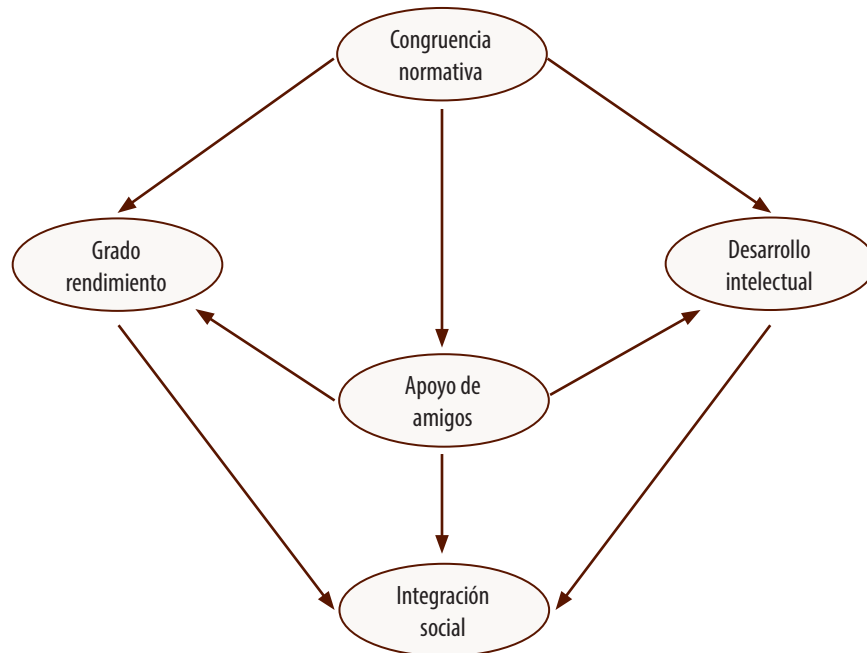 Congruencia
normativa
Grado
rendimiento
Desarrollo
intelectual
Apoyo de
amigos
Integración
social